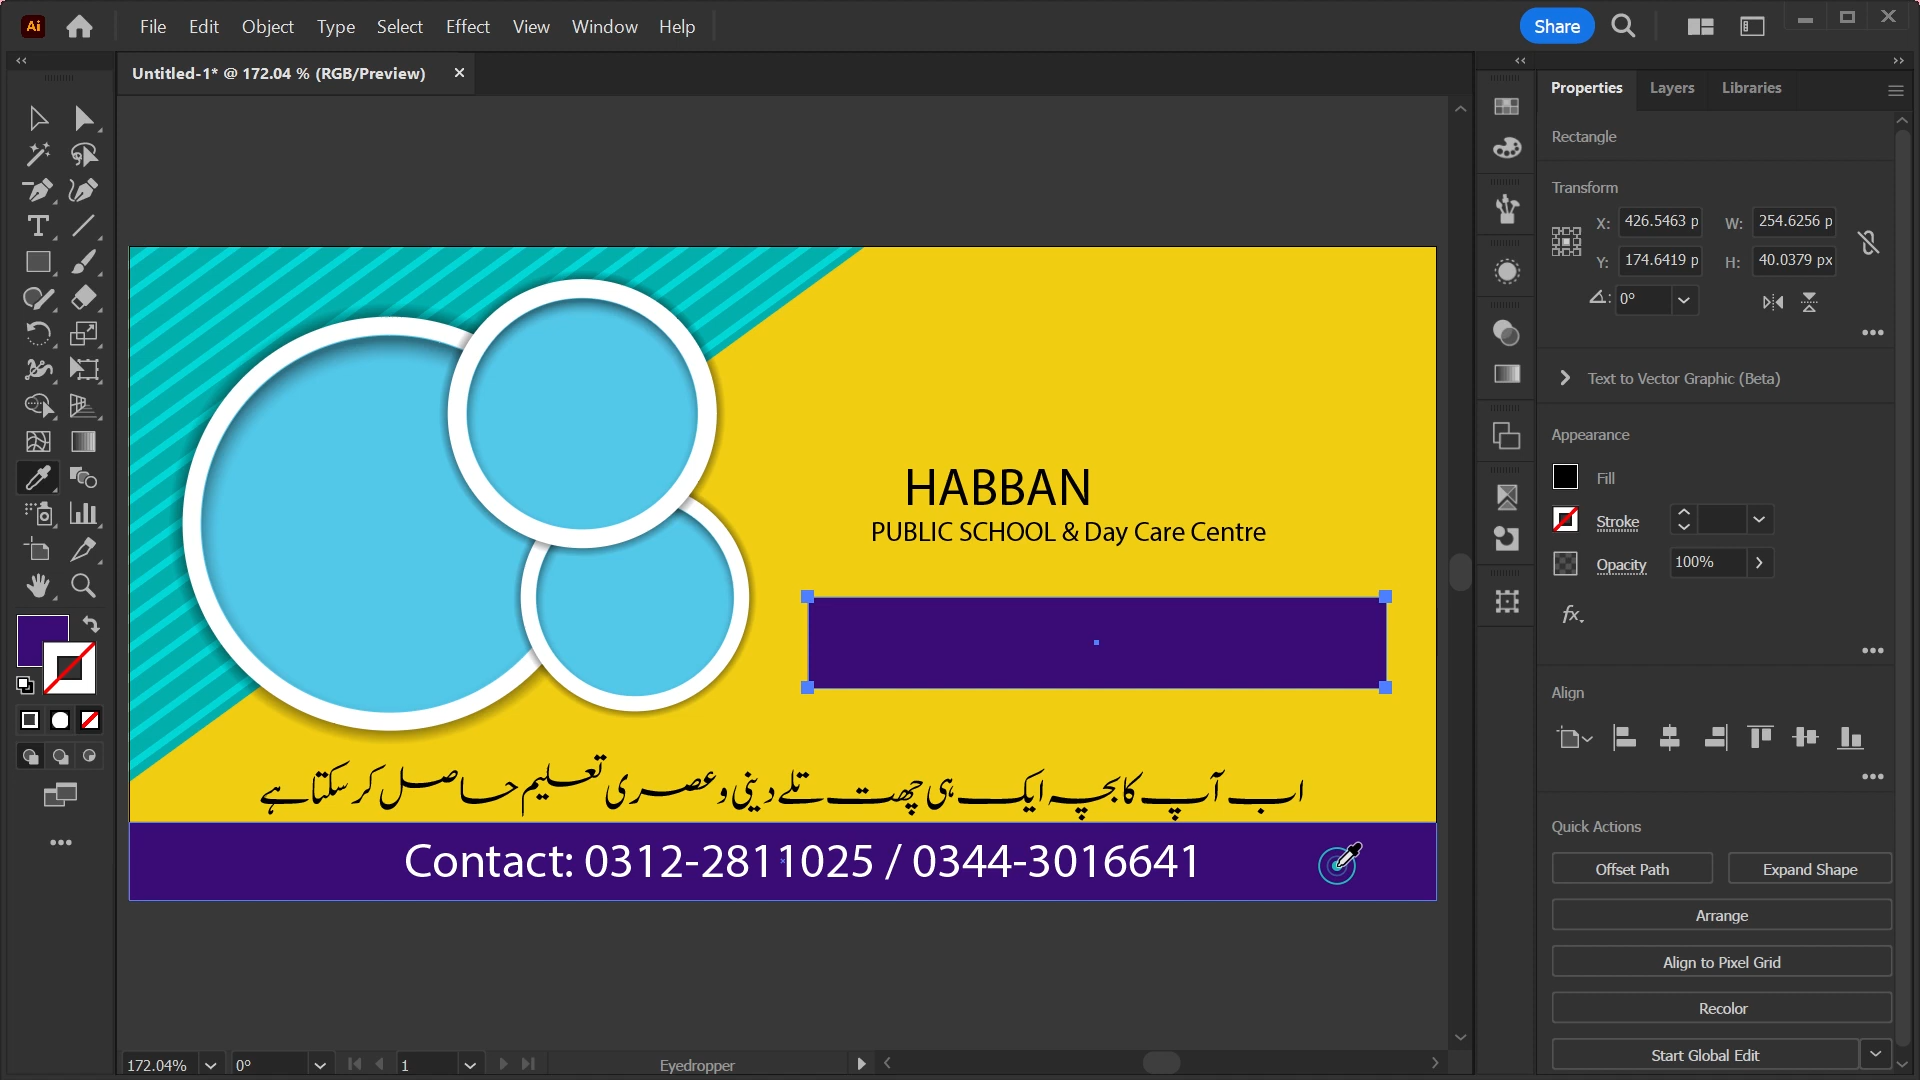 Ai
File Edit Object Type Select Effect View Window Help
Share
Untitled-1* @ 172.04 % (RGB/Preview)
Properties Layers Libraries
Rectangle
Transform
X: 426.5463 p W: 254.6256 p
Y: 174.6419 p H: 40.0379 px
0°
Text to Vector Graphic (Beta)
Appearance
Fill
Stroke
Opacity 100%
fx
Align
Quick Actions
Offset Path Expand Shape
Arrange
Align to Pixel Grid
Recolor
Start Global Edit
HABBAN
PUBLIC SCHOOL & Day Care Centre
اب آپ کا بچہ ایک ہی چھت تلے دینی و عصری تعلیم حاصل کر سکتا ہے
Contact: 0312-2811025 / 0344-3016641
172.04% 0° 1 Eyedropper